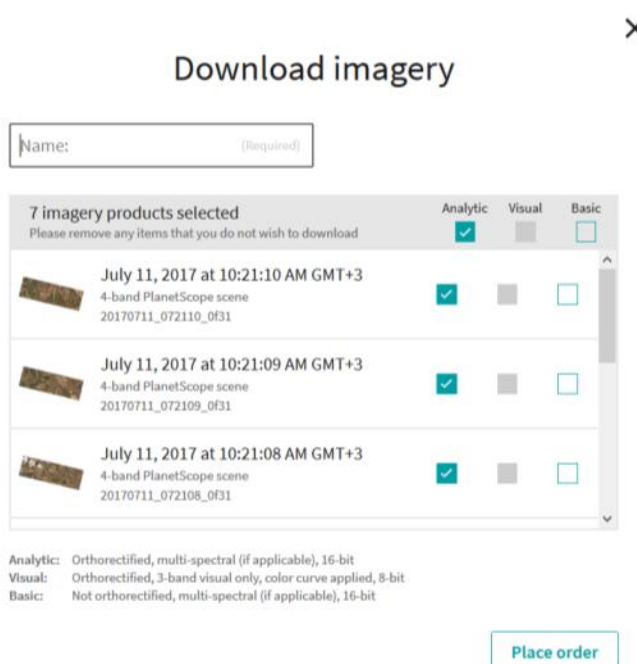 Download imagery
Name: (Required)
7 imagery products selected
Please remove any items that you do not wish to download
Analytic Visual Basic
July 11, 2017 at 10:21:10 AM GMT+3
4-band PlanetScope scene
20170711_072110_0f31
July 11, 2017 at 10:21:09 AM GMT+3
4-band PlanetScope scene
20170711_072109_0f31
July 11, 2017 at 10:21:08 AM GMT+3
4-band PlanetScope scene
20170711_072108_0f31
Analytic: Orthorectified, multi-spectral (if applicable), 16-bit
Visual: Orthorectified, 3-band visual only, color curve applied, 8-bit
Basic: Not orthorectified, multi-spectral (if applicable), 16-bit
Place order